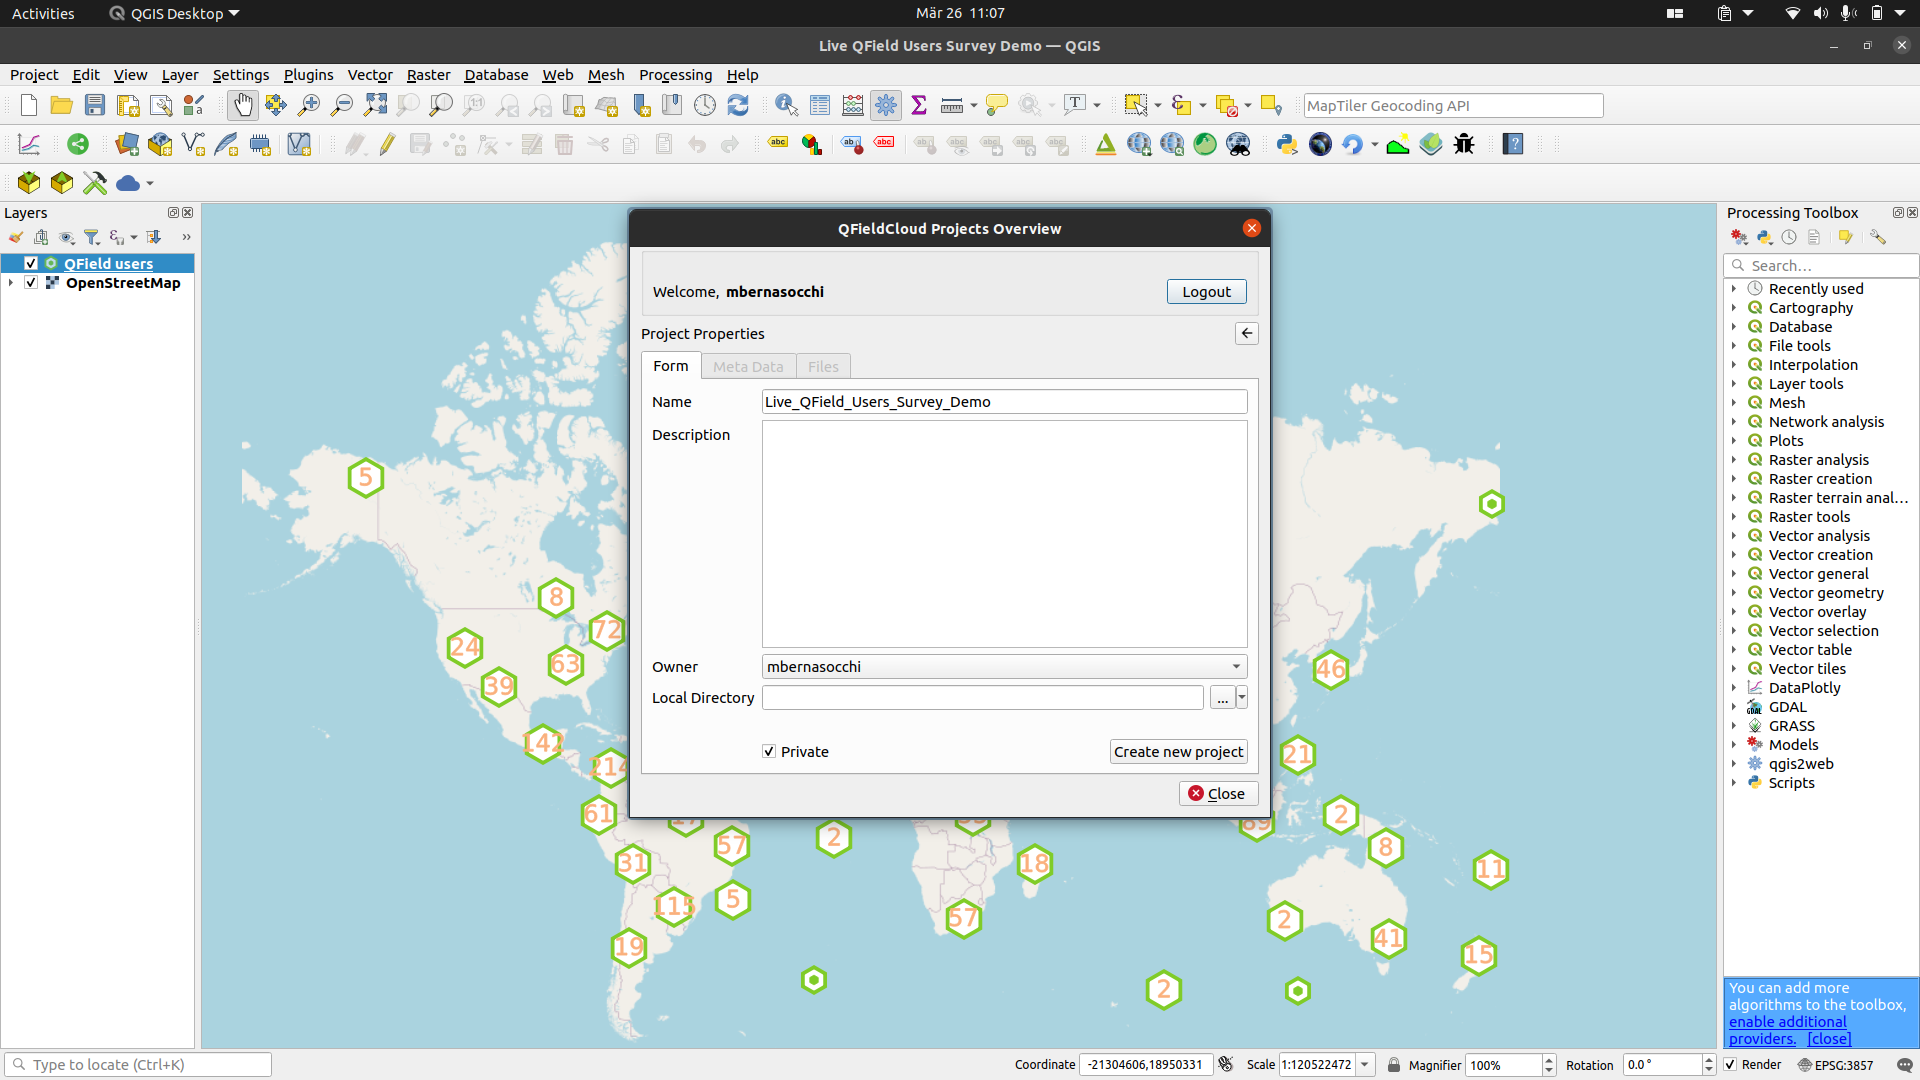 Activities QGIS Desktop Mär 26 11:07
Live QField Users Survey Demo — QGIS
Project Edit View Layer Settings Plugins Vector Raster Database Web Mesh Processing Help
MapTiler Geocoding API
Layers
QField users
OpenStreetMap
QFieldCloud Projects Overview
Welcome, mbernasocchi Logout
Project Properties
Form Meta Data Files
Name Live_QField_Users_Survey_Demo
Description
Owner mbernasocchi
Local Directory ...
Private Create new project
Close
5
8
72
24
63
39
142
214
61
57
31
115
5
19
2
18
57
46
21
2
8
11
2
41
15
2
Processing Toolbox
Search...
Recently used
Cartography
Database
File tools
Interpolation
Layer tools
Mesh
Network analysis
Plots
Raster analysis
Raster creation
Raster terrain anal...
Raster tools
Vector analysis
Vector creation
Vector general
Vector geometry
Vector overlay
Vector selection
Vector table
Vector tiles
DataPlotly
GDAL
GRASS
Models
qgis2web
Scripts
You can add more
algorithms to the toolbox,
enable additional
providers. [close]
Type to locate (Ctrl+K) Coordinate -21304606,18950331 Scale 1:120522472 Magnifier 100% Rotation 0.0 ° Render EPSG:3857